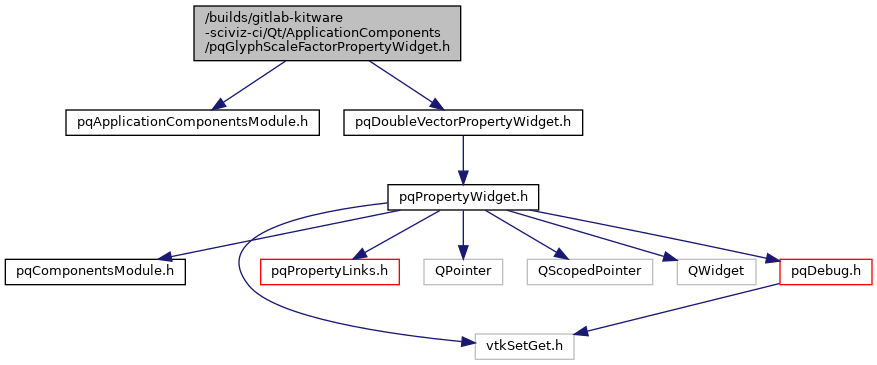 /builds/gitlab-kitware
-sciviz-ci/Qt/ApplicationComponents
/pqGlyphScaleFactorPropertyWidget.h
pqApplicationComponentsModule.h
pqDoubleVectorPropertyWidget.h
pqPropertyWidget.h
pqComponentsModule.h
pqPropertyLinks.h
QPointer
QScopedPointer
QWidget
pqDebug.h
vtkSetGet.h